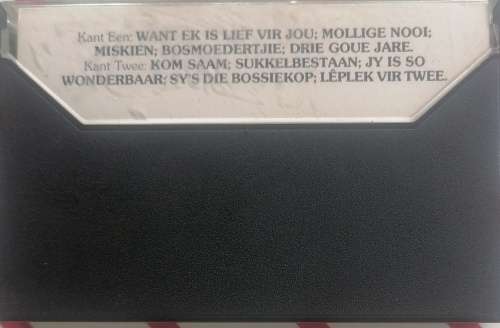 Kant Een: WANT EK IS LIEF VIR JOU; MOLLIGE NOOI;
MISKIEN; BOSMOEDERTJIE; DRIE GOUE JARE.
Kant Twee: KOM SAAM; SUKKELBESTAAN; JY IS SO
WONDERBAAR; SY'S DIE BOSSIEKOP; LÊPLEK VIR TWEE.